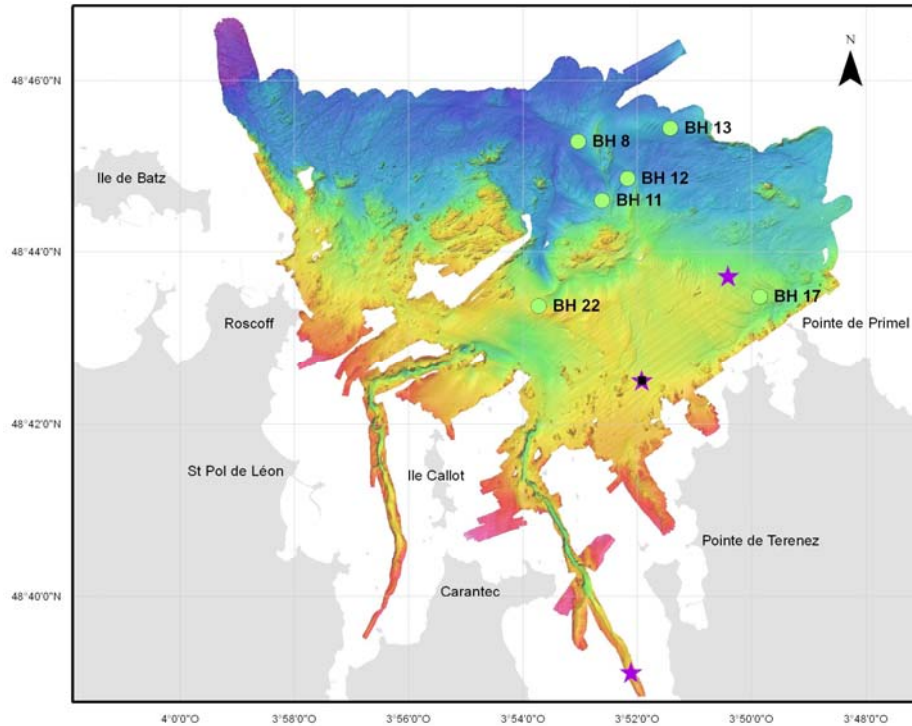 N
48°46'0"N
BH 13
BH 8
Ile de Batz
BH 12
BH 11
48°44'0"N
BH 17
BH 22
Roscoff
Pointe de Primel
48°42'0"N
St Pol de Léon
Ile Callot
Pointe de Terenez
48°40'0"N
Carantec
4°0'0"O
3°58'0"O
3°56'0"O
3°54'0"O
3°52'0"O
3°50'0"O
3°48'0"O